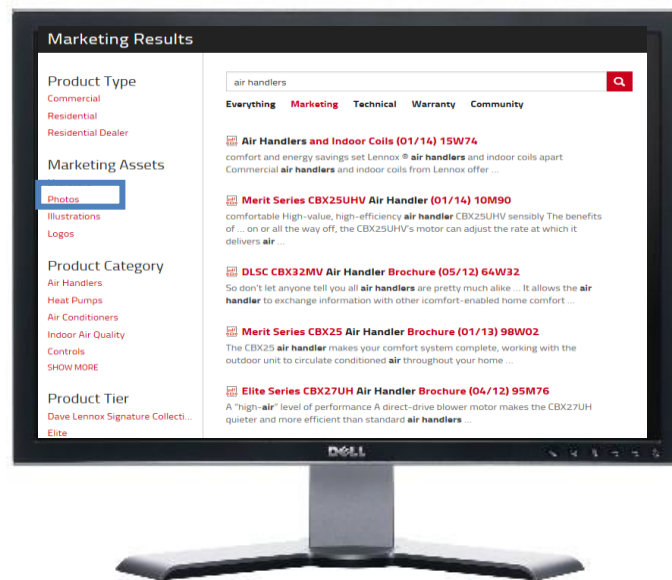 Marketing Results
Product Type
Commercial
Residential
Residential Dealer
Marketing Assets
Photos
Illustrations
Logos
Product Category
Air Handlers
Heat Pumps
Air Conditioners
Indoor Air Quality
Controls
SHOW MORE
Product Tier
Dave Lennox Signature Collecti...
Elite
air handlers
Everything Marketing Technical Warranty Community
Air Handlers and Indoor Coils (01/14) 15W74
comfort and energy savings set Lennox ® air handlers and indoor coils apart
Commercial air handlers and indoor coils from Lennox offer ...
Merit Series CBX25UHV Air Handler (01/14) 10M90
comfortable High-value, high-efficiency air handler CBX25UHV sensibly The benefits
of ... on or all the way off, the CBX25UHV's motor can adjust the rate at which it
delivers air ...
DLSC CBX32MV Air Handler Brochure (05/12) 64W32
So don't let anyone tell you all air handlers are pretty much alike ... It allows the air
handler to exchange information with other icomfort-enabled home comfort ...
Merit Series CBX25 Air Handler Brochure (01/13) 98W02
The CBX25 air handler makes your comfort system complete, working with the
outdoor unit to circulate conditioned air throughout your home ...
Elite Series CBX27UH Air Handler Brochure (04/12) 95M76
A "high-air" level of performance A direct-drive blower motor makes the CBX27UH
quieter and more efficient than standard air handlers ...
DELL